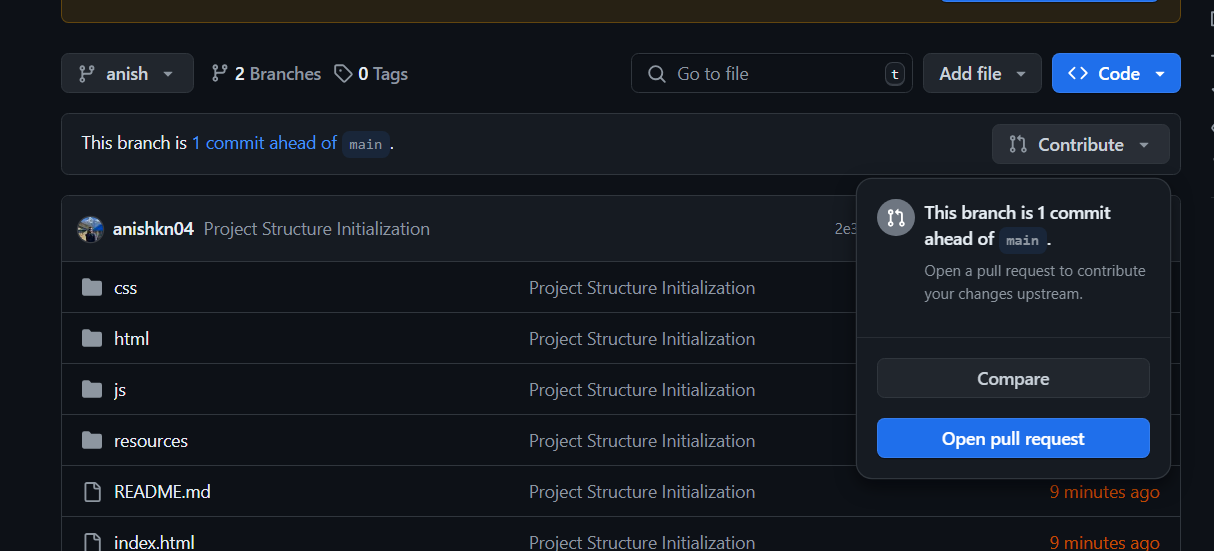 anish
2 Branches
0 Tags
Go to file
t
Add file
Code
This branch is 1 commit ahead of main .
Contribute
This branch is 1 commit
ahead of main .
Open a pull request to contribute
your changes upstream.
Compare
Open pull request
anishkn04 Project Structure Initialization
2e3
css Project Structure Initialization
html Project Structure Initialization
js Project Structure Initialization
resources Project Structure Initialization
README.md Project Structure Initialization 9 minutes ago
index.html Project Structure Initialization 9 minutes ago